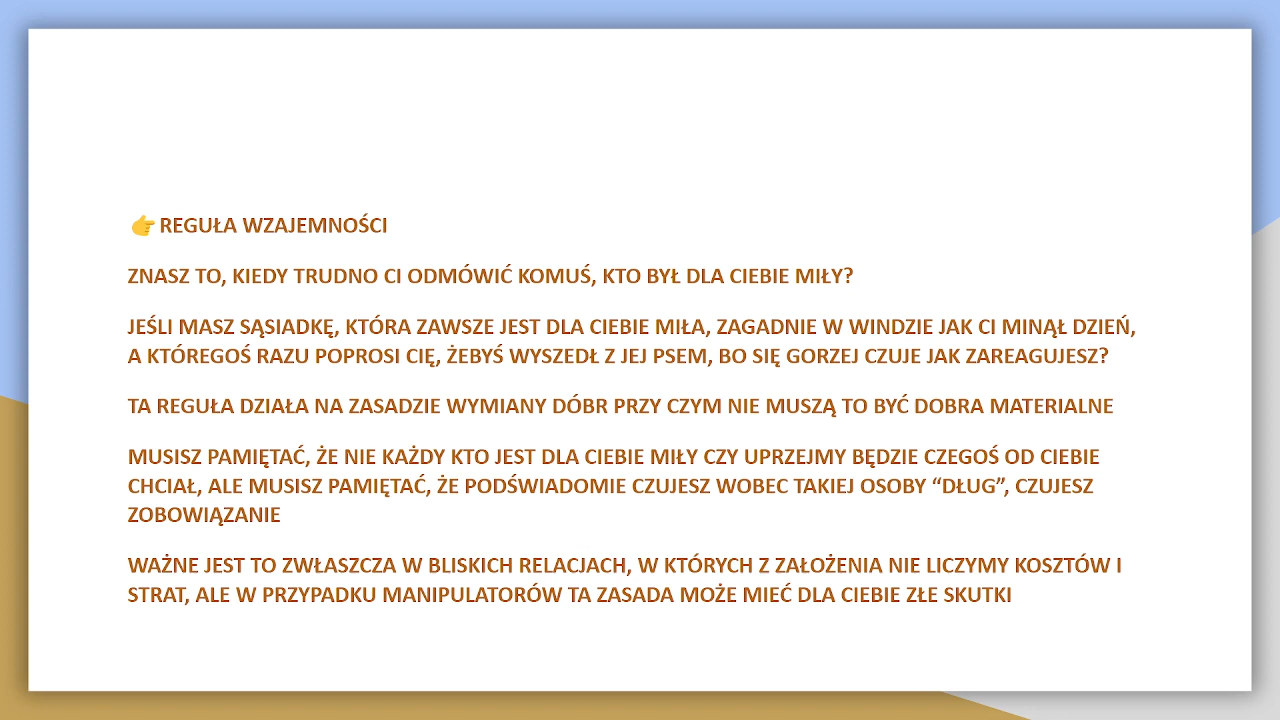 👉 REGUŁA WZAJEMNOŚCI
ZNASZ TO, KIEDY TRUDNO CI ODMÓWIĆ KOMUŚ, KTO BYŁ DLA CIEBIE MIŁY?
JEŚLI MASZ SĄSIADKĘ, KTÓRA ZAWSZE JEST DLA CIEBIE MIŁA, ZAGADNIE W WINDZIE JAK CI MINĄŁ DZIEŃ,
A KTÓREGOŚ RAZU POPROSI CIĘ, ŻEBYŚ WYSZEDŁ Z JEJ PSEM, BO SIĘ GORZEJ CZUJE JAK ZAREAGUJESZ?
TA REGUŁA DZIAŁA NA ZASADZIE WYMIANY DÓBR PRZY CZYM NIE MUSZĄ TO BYĆ DOBRA MATERIALNE
MUSISZ PAMIĘTAĆ, ŻE NIE KAŻDY KTO JEST DLA CIEBIE MIŁY CZY UPRZEJMY BĘDZIE CZEGOŚ OD CIEBIE
CHCIAŁ, ALE MUSISZ PAMIĘTAĆ, ŻE PODŚWIADOMIE CZUJESZ WOBEC TAKIEJ OSOBY “DŁUG”, CZUJESZ
ZOBOWIĄZANIE
WAŻNE JEST TO ZWŁASZCZA W BLISKICH RELACJACH, W KTÓRYCH Z ZAŁOŻENIA NIE LICZYMY KOSZTÓW I
STRAT, ALE W PRZYPADKU MANIPULATORÓW TA ZASADA MOŻE MIEĆ DLA CIEBIE ZŁE SKUTKI